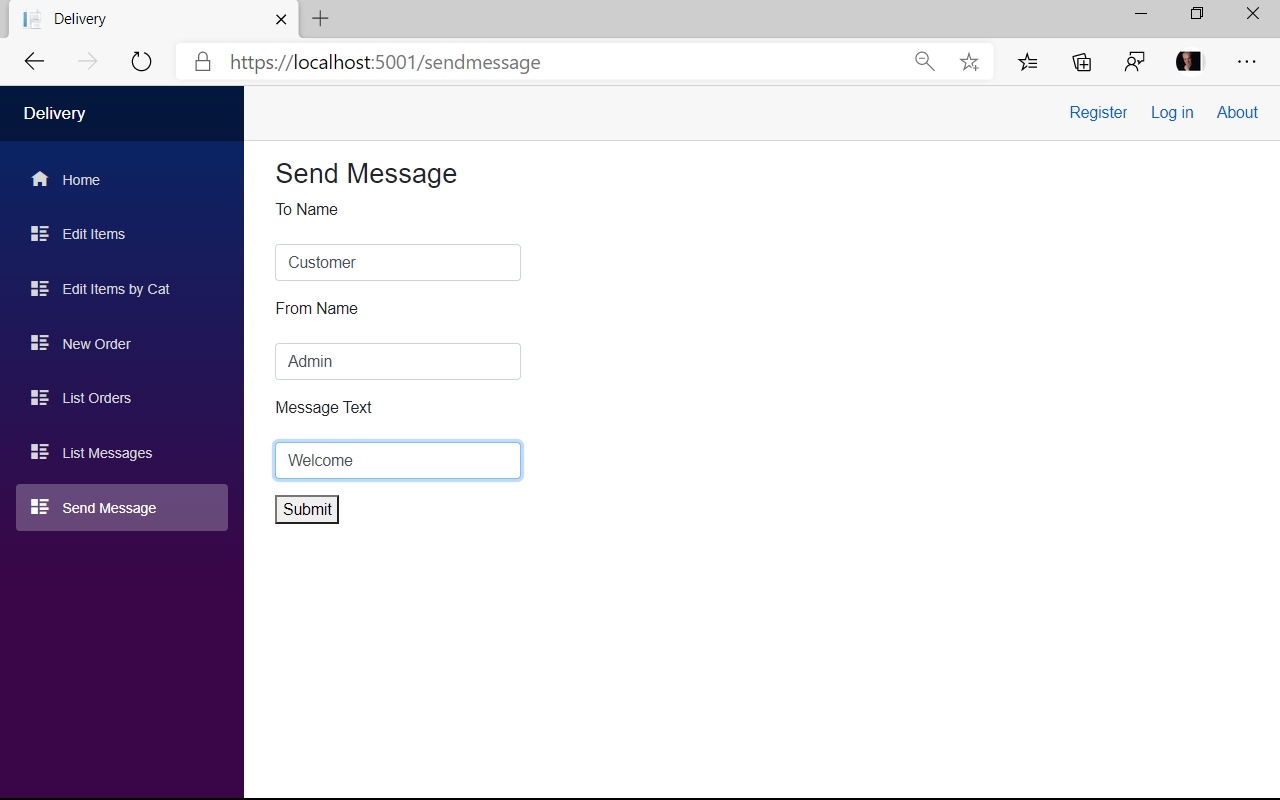 Delivery
https://localhost:5001/sendmessage
Delivery
Register Log in About
Home
Edit Items
Edit Items by Cat
New Order
List Orders
List Messages
Send Message
Send Message
To Name
Customer
From Name
Admin
Message Text
Welcome
Submit